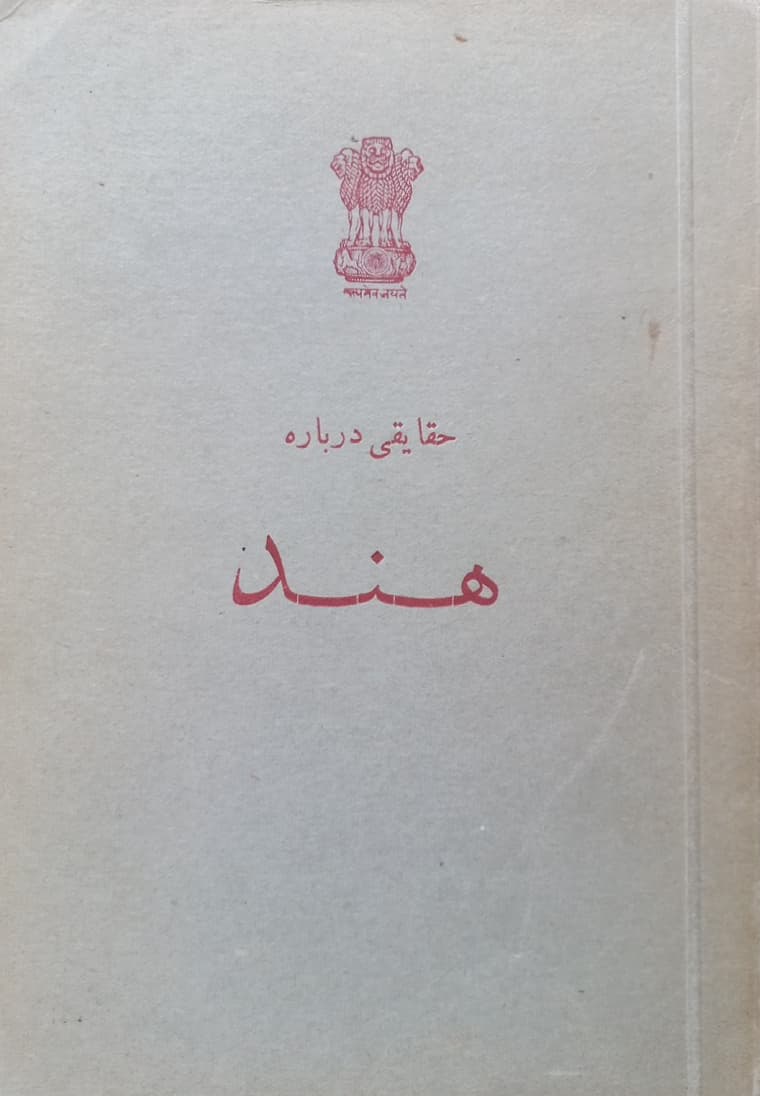 सत्यमेव जयते
حقایقی درباره
هند